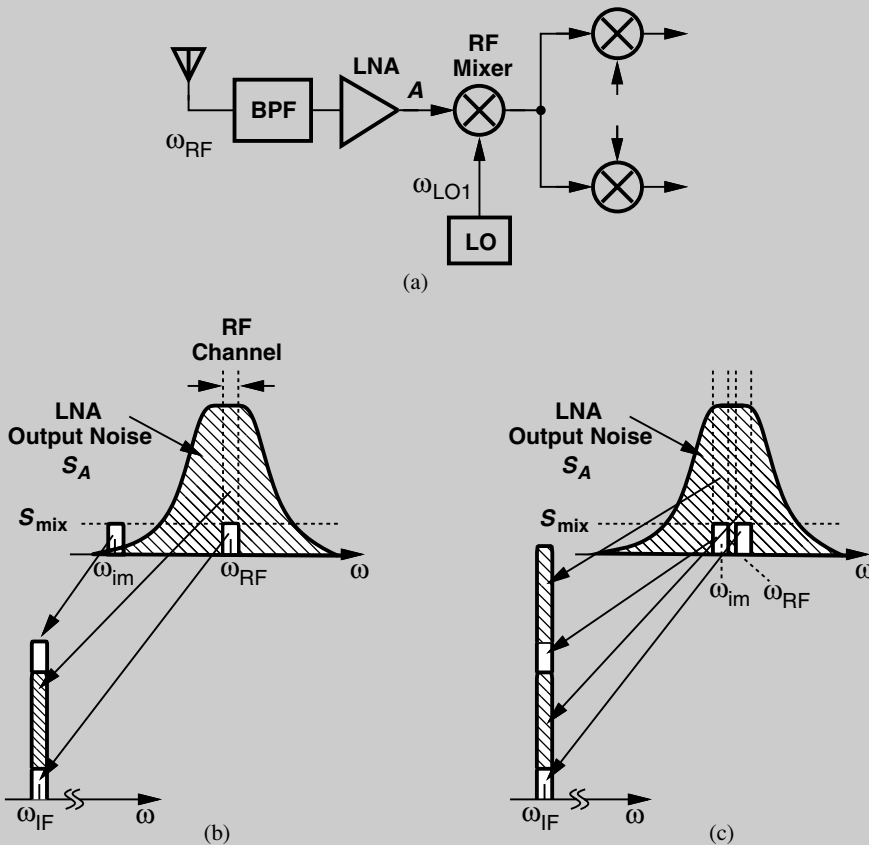 LNA
RF
Mixer
A
BPF
ω_RF
ω_LO1
LO
(a)
RF
Channel
LNA
Output Noise
S_A
S_mix
ω_im
ω_RF
ω
ω_IF
ω
(b)
LNA
Output Noise
S_A
S_mix
ω_im
ω_RF
ω
ω_IF
ω
(c)